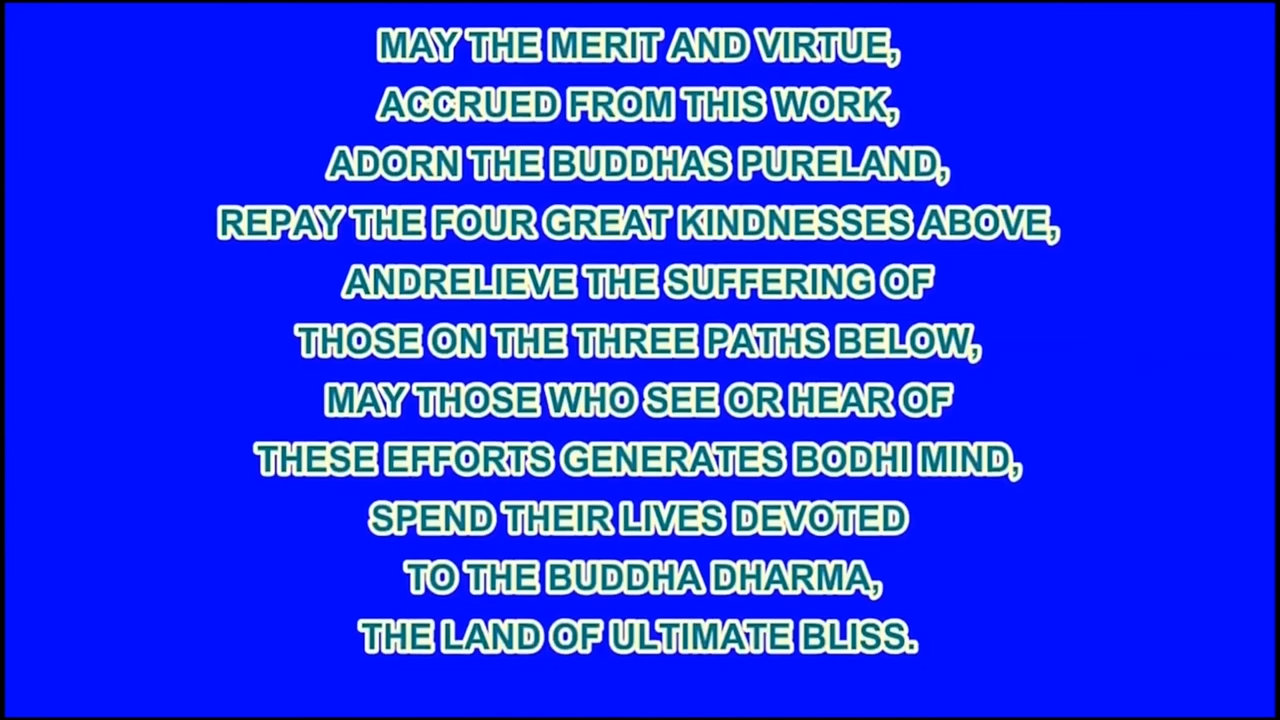 MAY THE MERIT AND VIRTUE,
ACCRUED FROM THIS WORK,
ADORN THE BUDDHAS PURELAND,
REPAY THE FOUR GREAT KINDNESSES ABOVE,
ANDRELIEVE THE SUFFERING OF
THOSE ON THE THREE PATHS BELOW,
MAY THOSE WHO SEE OR HEAR OF
THESE EFFORTS GENERATES BODHI MIND,
SPEND THEIR LIVES DEVOTED
TO THE BUDDHA DHARMA,
THE LAND OF ULTIMATE BLISS.